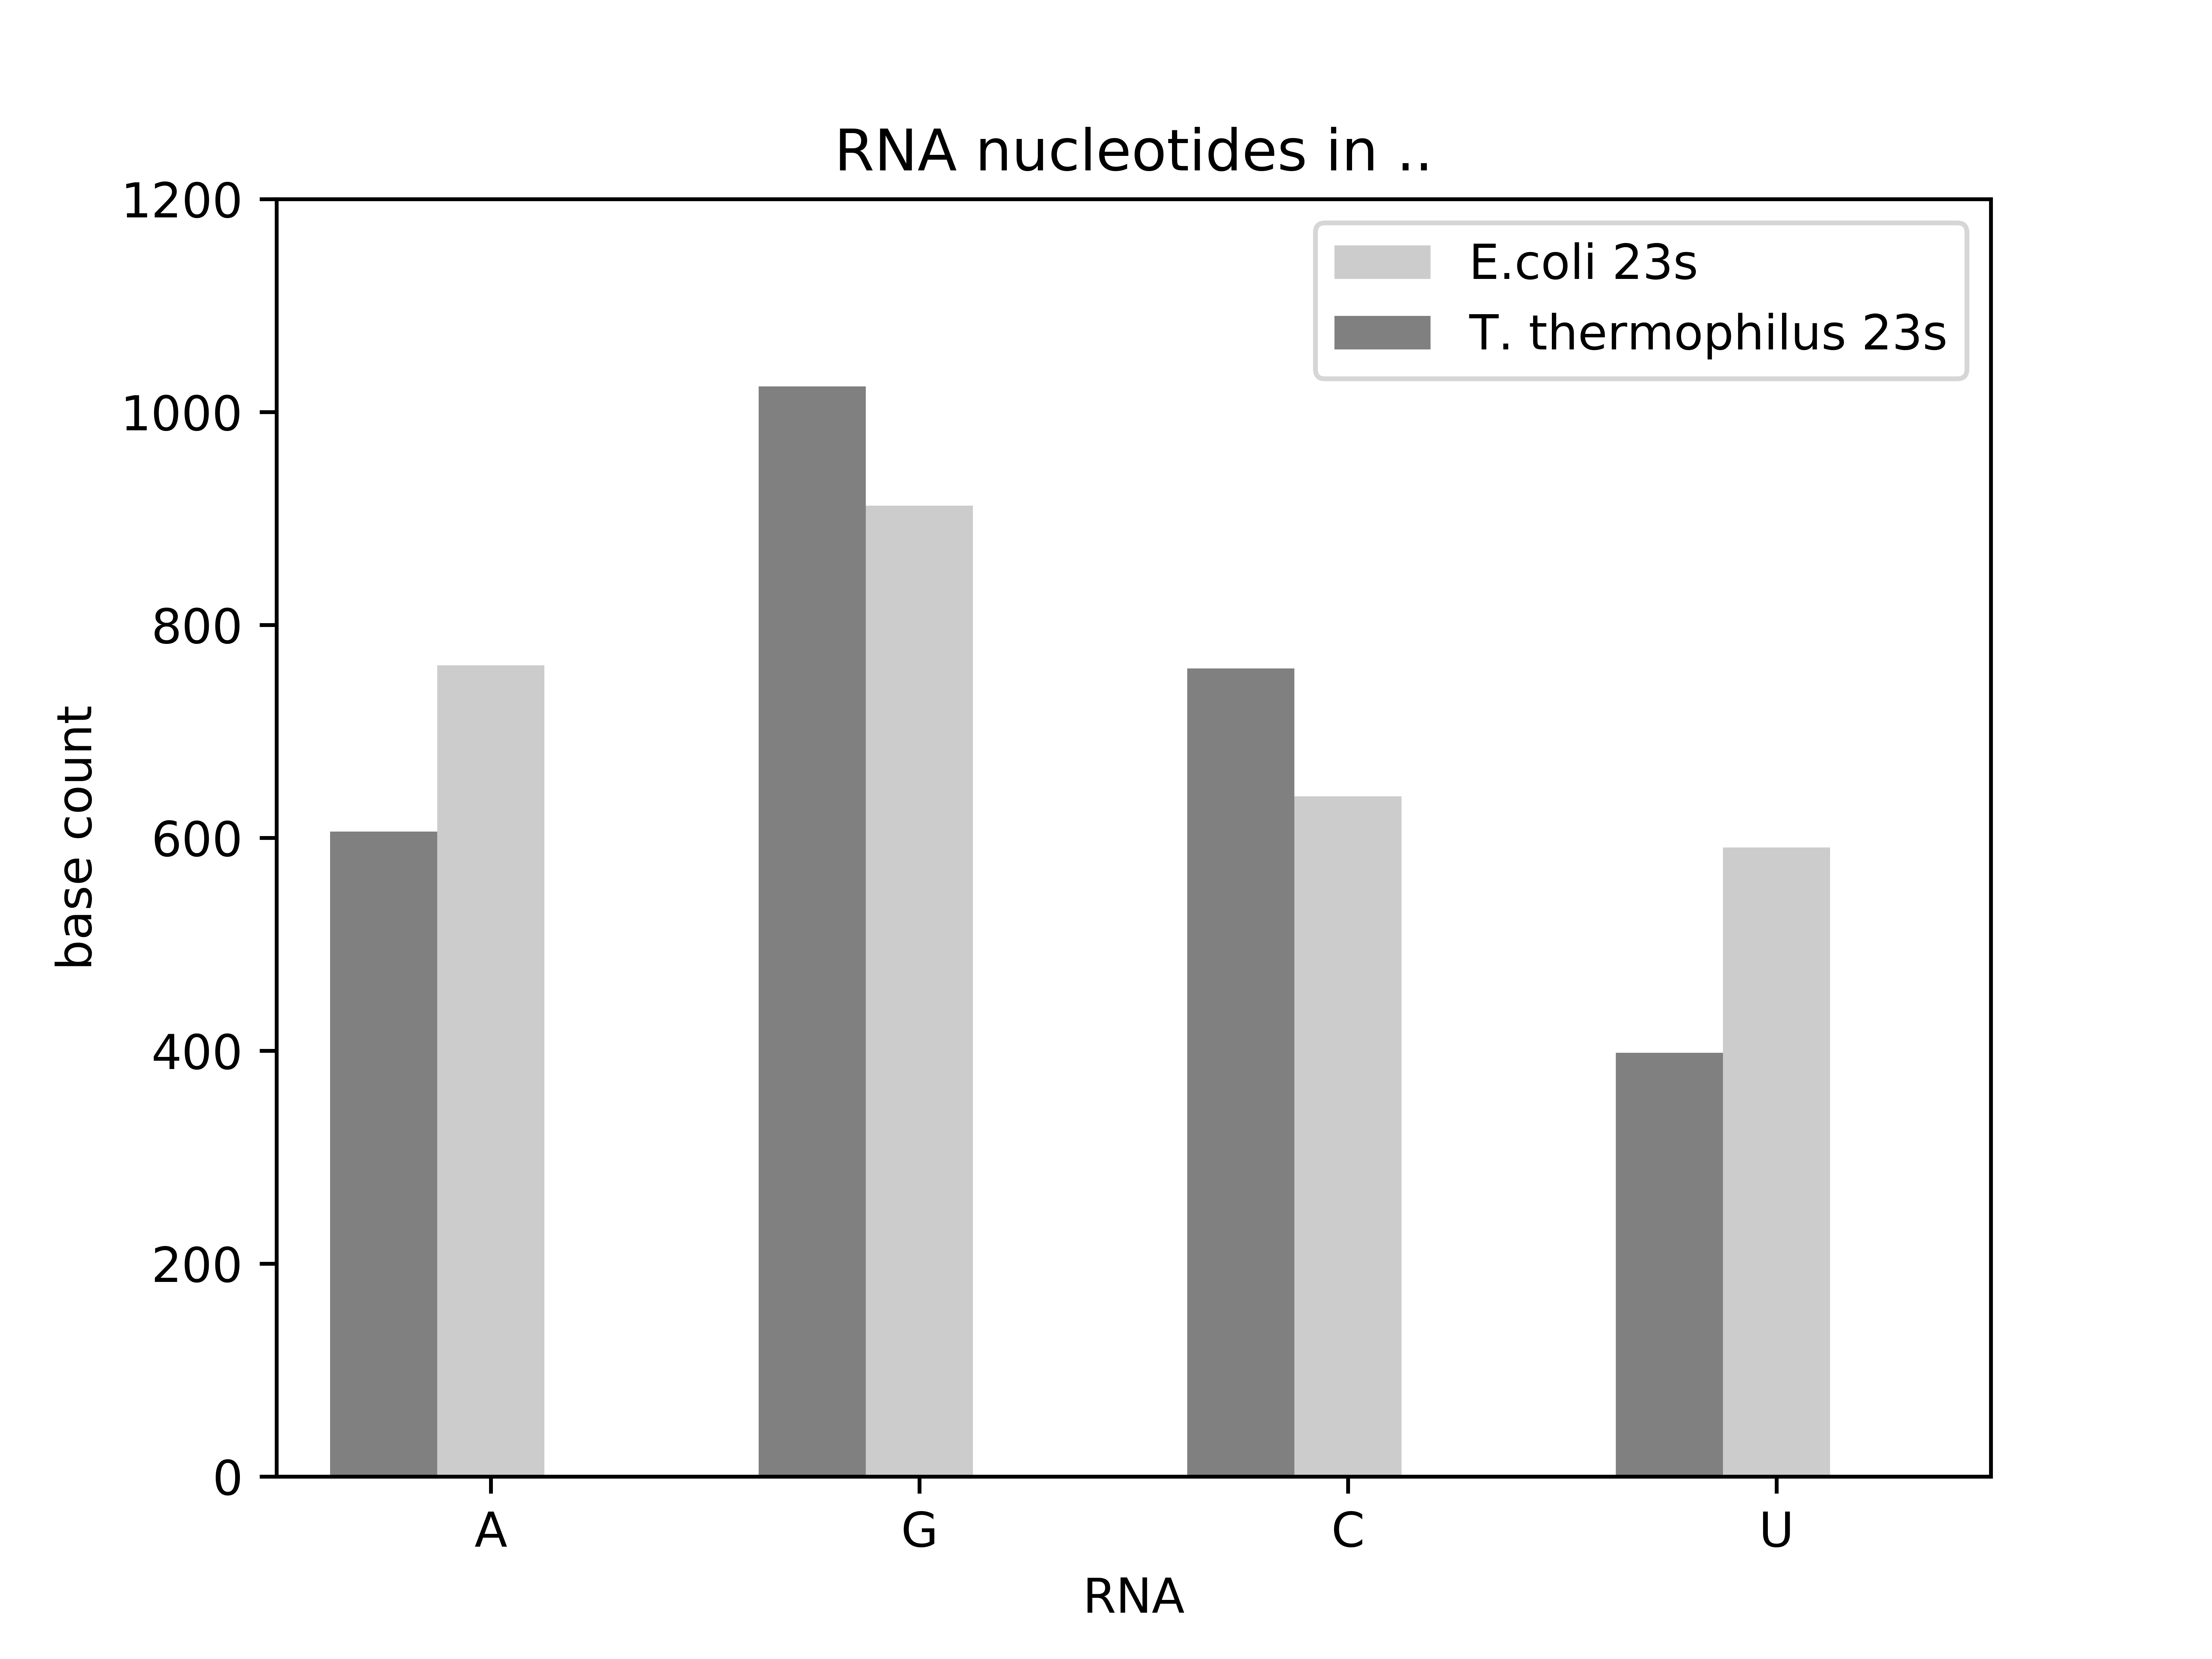 RNA nucleotides in ..
E.coli 23s
T. thermophilus 23s
1200
1000
800
600
400
200
0
base count
A
G
C
U
RNA